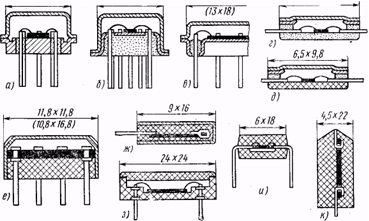 (13×18)
а)
б)
в)
г)
6,5×9,8
д)
11,8×11,8
(10,8×16,8)
е)
9×16
ж)
24×24
з)
6×18
и)
4,5×22
к)